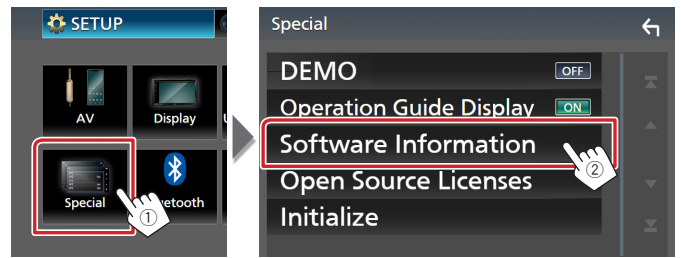 SETUP
AV
Display
Special
etooth
①
Special
DEMO
OFF
Operation Guide Display
ON
Software Information
②
Open Source Licenses
Initialize